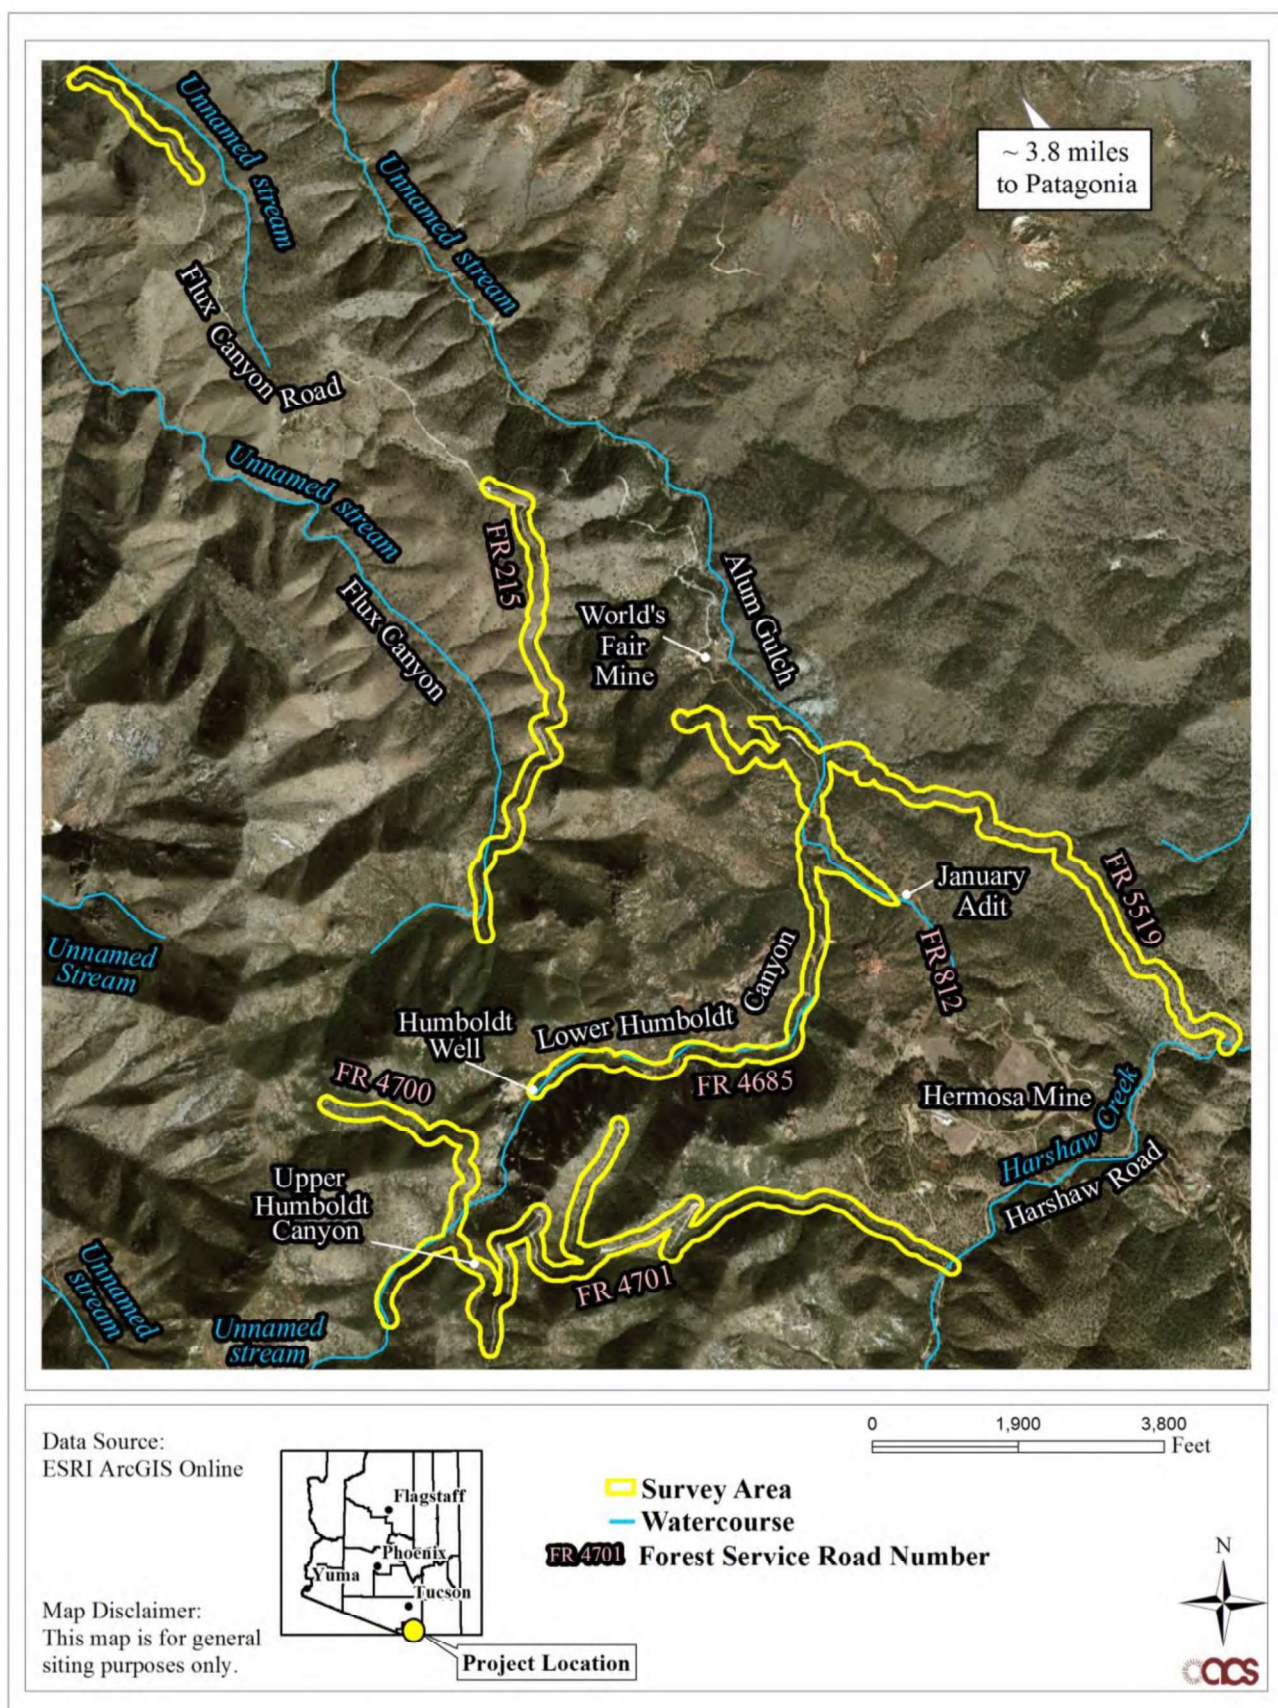 Unnamed
stream
Unnamed
stream
~ 3.8 miles
to Patagonia
Flux
Canyon
Road
Unnamed
stream
FR 215
Flux Canyon
World's
Fair
Mine
Alum Gulch
January
Adit
FR 5519
FR 812
Unnamed
Stream
Humboldt
Well
Lower Humboldt
Canyon
FR 4700
FR 4685
Hermosa Mine
Harshaw Creek
Harshaw Road
Upper
Humboldt
Canyon
FR 4701
Unnamed
stream
Unnamed
stream
Data Source:
ESRI ArcGIS Online
Map Disclaimer:
This map is for general
siting purposes only.
Flagstaff
Phoenix
Yuma
Tucson
Project Location
0 1,900 3,800
Feet
Survey Area
Watercourse
FR 4701 Forest Service Road Number
N
acs